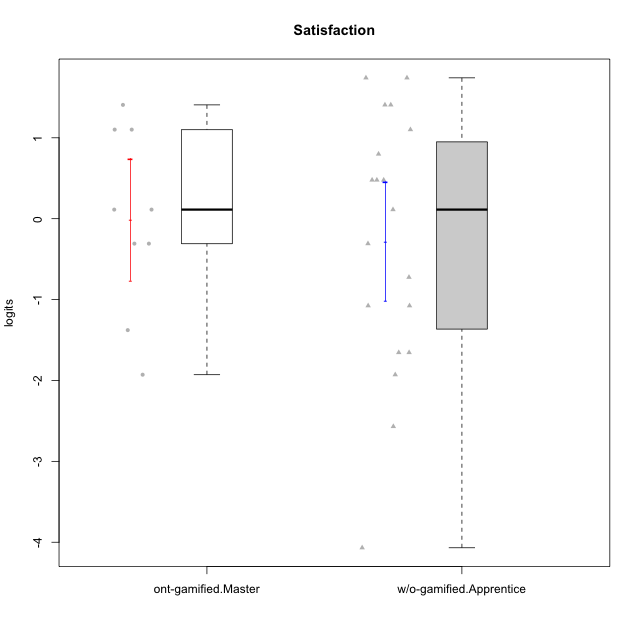 Satisfaction
logits
1
0
-1
-2
-3
-4
ont-gamified.Master
w/o-gamified.Apprentice